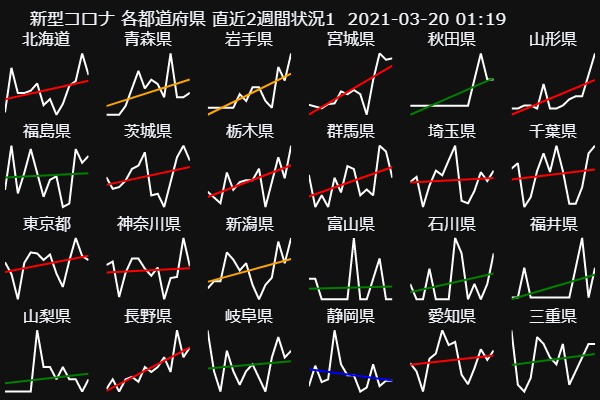 新型コロナ 各都道府県 直近2週間状況1 2021-03-20 01:19
北海道 青森県 岩手県 宮城県 秋田県 山形県
福島県 茨城県 栃木県 群馬県 埼玉県 千葉県
東京都 神奈川県 新潟県 富山県 石川県 福井県
山梨県 長野県 岐阜県 静岡県 愛知県 三重県